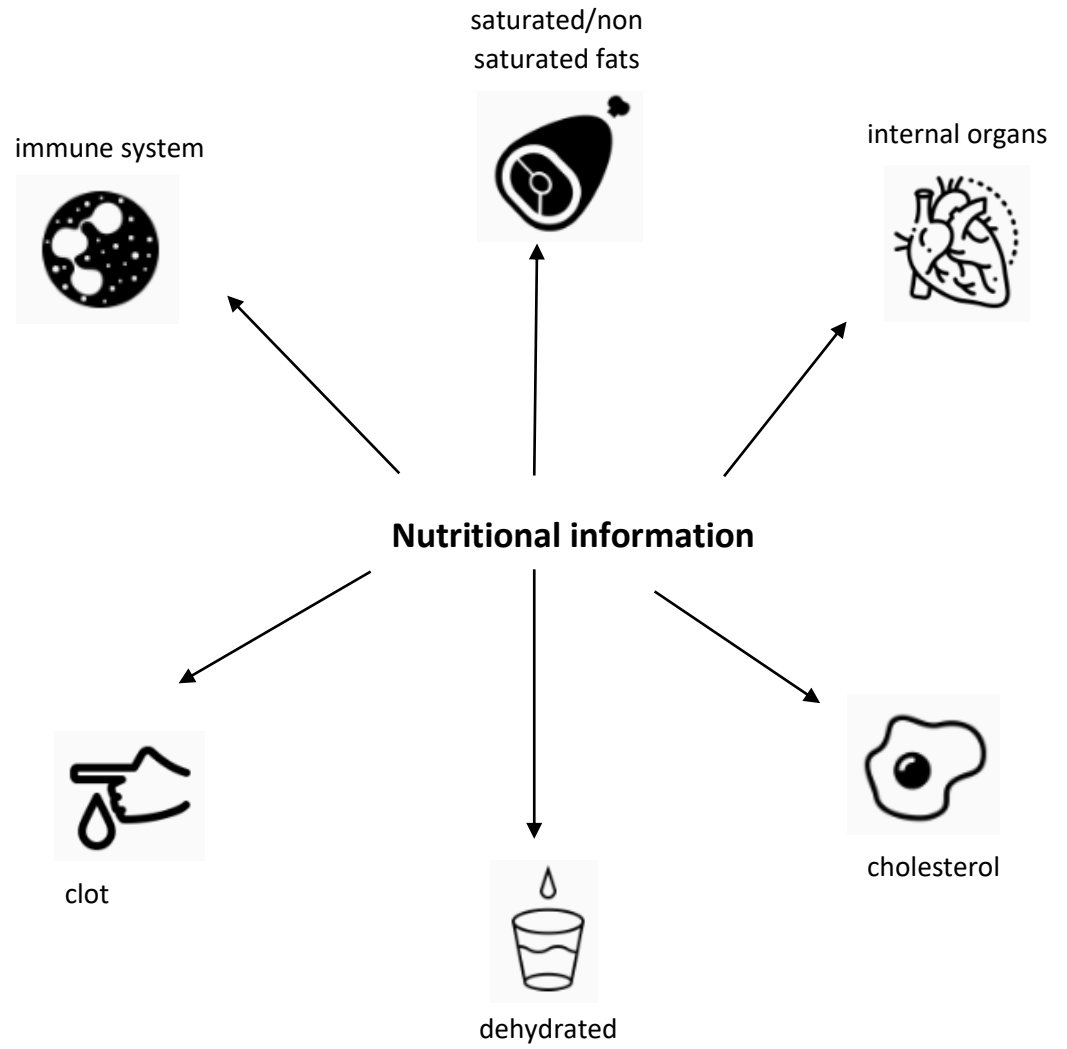 saturated/non
saturated fats
immune system
internal organs
Nutritional information
clot
cholesterol
dehydrated